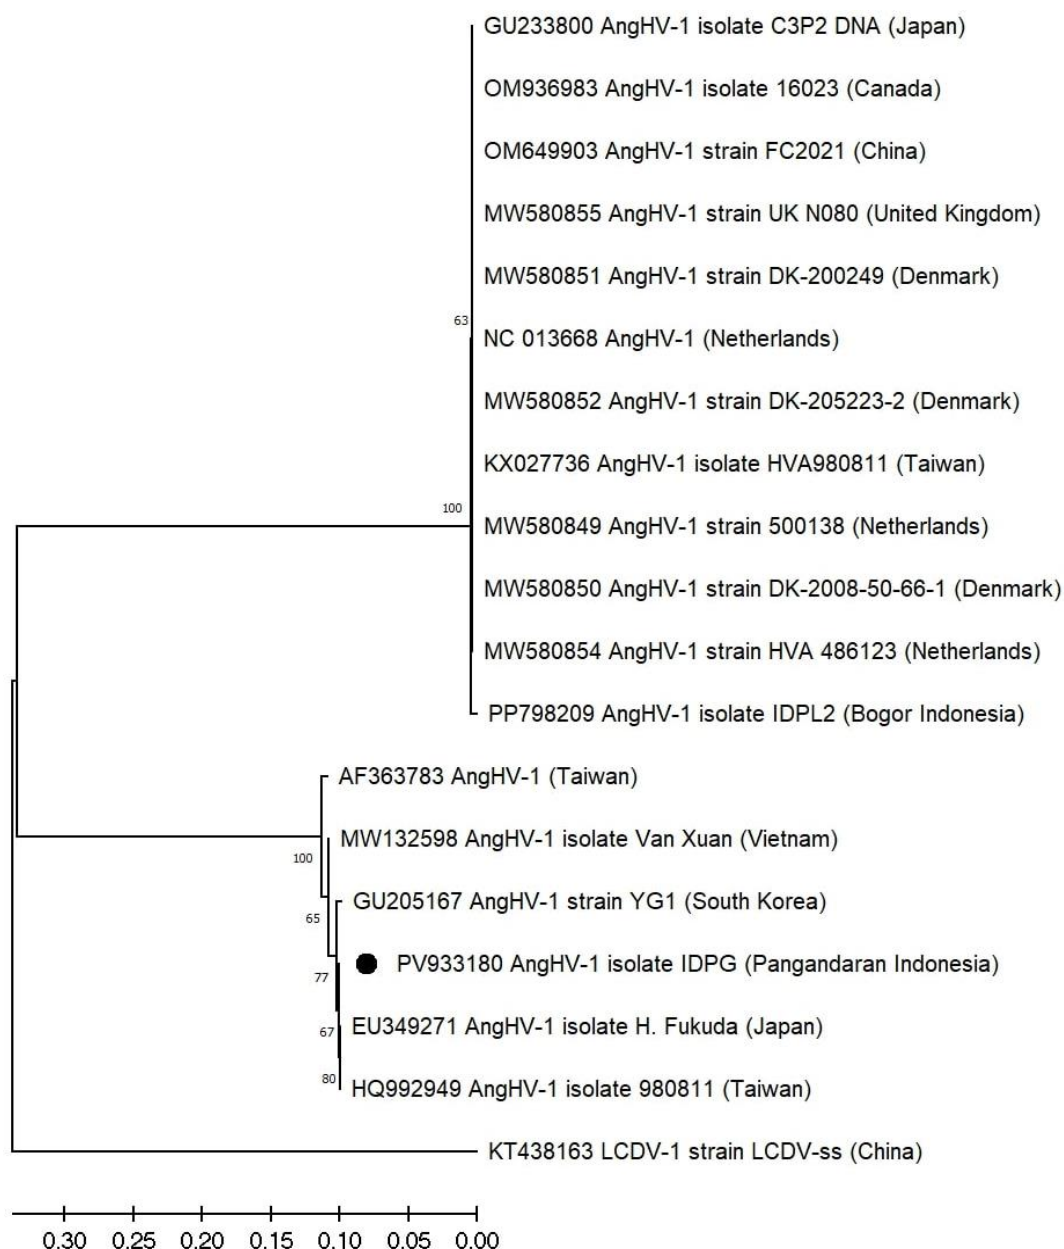 GU233800 AngHV-1 isolate C3P2 DNA (Japan)
OM936983 AngHV-1 isolate 16023 (Canada)
OM649903 AngHV-1 strain FC2021 (China)
MW580855 AngHV-1 strain UK N080 (United Kingdom)
MW580851 AngHV-1 strain DK-200249 (Denmark)
63
NC 013668 AngHV-1 (Netherlands)
MW580852 AngHV-1 strain DK-205223-2 (Denmark)
KX027736 AngHV-1 isolate HVA980811 (Taiwan)
100
MW580849 AngHV-1 strain 500138 (Netherlands)
MW580850 AngHV-1 strain DK-2008-50-66-1 (Denmark)
MW580854 AngHV-1 strain HVA 486123 (Netherlands)
PP798209 AngHV-1 isolate IDPL2 (Bogor Indonesia)
AF363783 AngHV-1 (Taiwan)
MW132598 AngHV-1 isolate Van Xuan (Vietnam)
100
GU205167 AngHV-1 strain YG1 (South Korea)
65
PV933180 AngHV-1 isolate IDPG (Pangandaran Indonesia)
77
EU349271 AngHV-1 isolate H. Fukuda (Japan)
67
80
HQ992949 AngHV-1 isolate 980811 (Taiwan)
KT438163 LCDV-1 strain LCDV-ss (China)
0.30 0.25 0.20 0.15 0.10 0.05 0.00